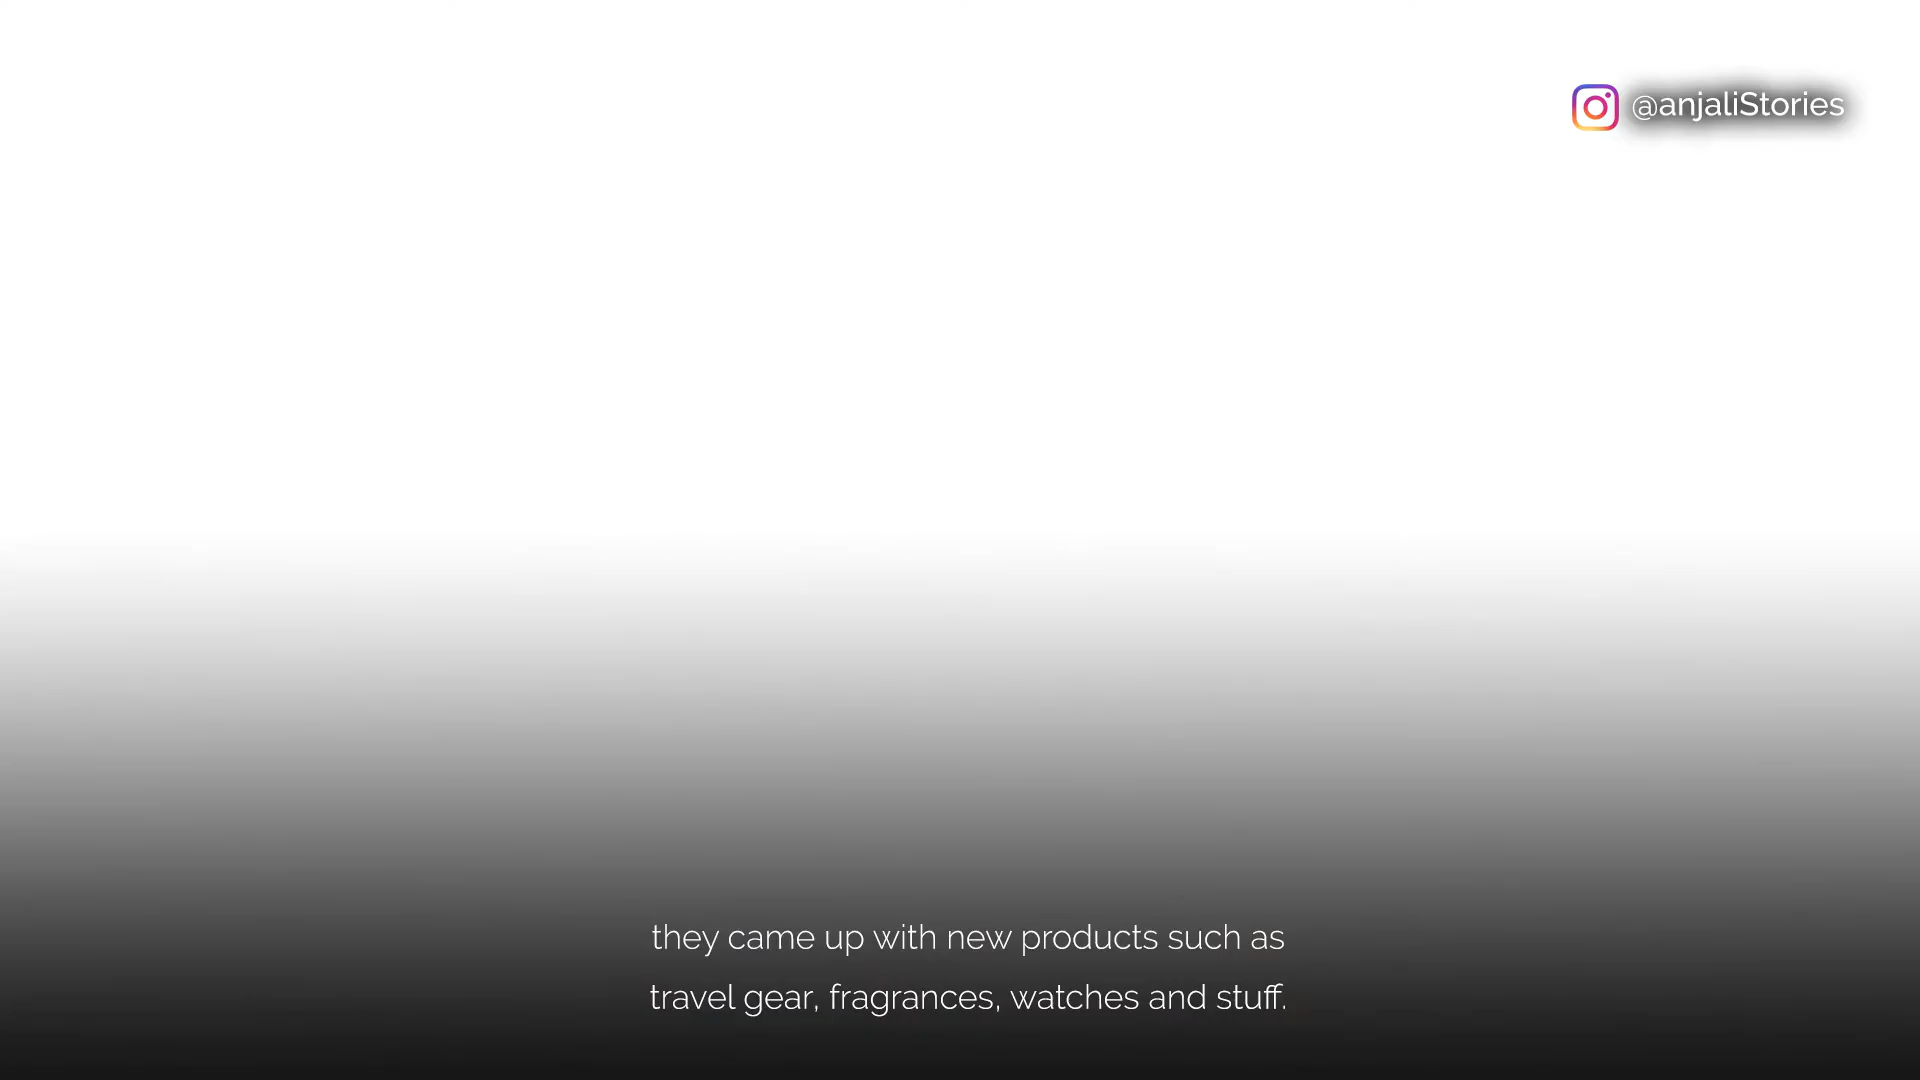 @anjaliStories
they came up with new products such as
travel gear, fragrances, watches and stuff.